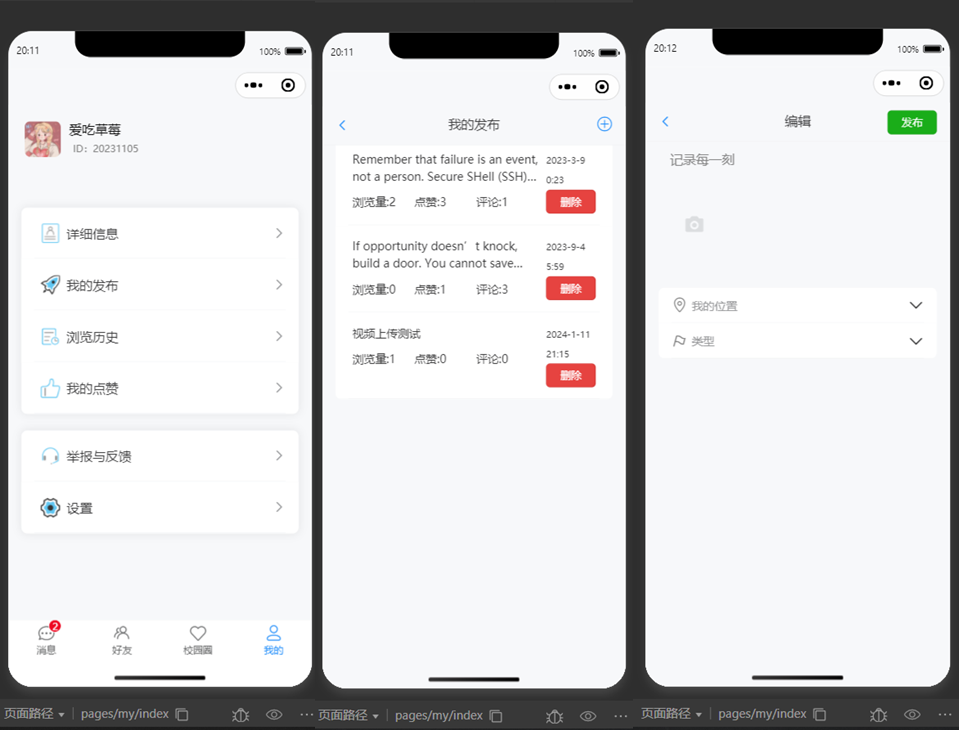 20:11
100%
爱吃草莓
ID: 20231105
详细信息
我的发布
浏览历史
我的点赞
举报与反馈
设置
2
消息
好友
校园圈
我的
页面路径
pages/my/index
20:11
100%
我的发布
Remember that failure is an event,
not a person. Secure SHell (SSH)...
2023-3-9
0:23
浏览量:2 点赞:3 评论:1
删除
If opportunity doesn't knock,
build a door. You cannot save...
2023-9-4
5:59
浏览量:0 点赞:1 评论:3
删除
视频上传测试
2024-1-11
21:15
浏览量:1 点赞:0 评论:0
删除
页面路径
pages/my/index
20:12
100%
编辑
发布
记录每一刻
我的位置
类型
页面路径
pages/my/index